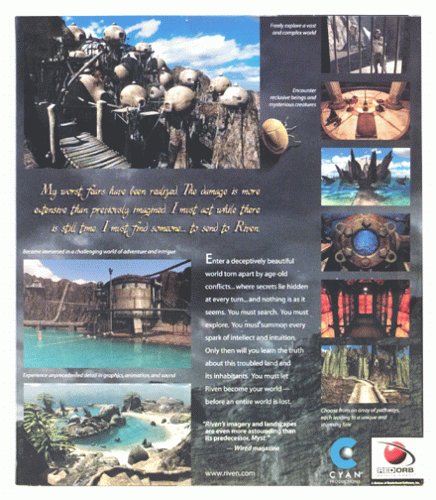 Freely explore a vast
and complex world
Encounter
reclusive beings and
mysterious creatures
My worst fears have been realized. The damage is more
extensive than previously imagined. I must act while there
is still time. I must find someone... to send to Riven.
Become immersed in a challenging world of adventure and intrigue
Enter a deceptively beautiful
world torn apart by age-old
conflicts...where secrets lie hidden
at every turn...and nothing is as it
seems. You must search. You must
explore. You must summon every
spark of intellect and intuition.
Only then will you learn the truth
about this troubled land and
its inhabitants. You must let
Riven become your world—
before an entire world is lost.
Experience unprecedented detail in graphics, animation, and sound
Choose from an array of pathways,
each leading to a unique and
stunning fate
"Riven's imagery and landscapes
are even more astounding than
its predecessor, Myst."
— Wired magazine
www.riven.com
CYAN
PRODUCTIONS
RED ORB
A division of Brøderbund Software, Inc.